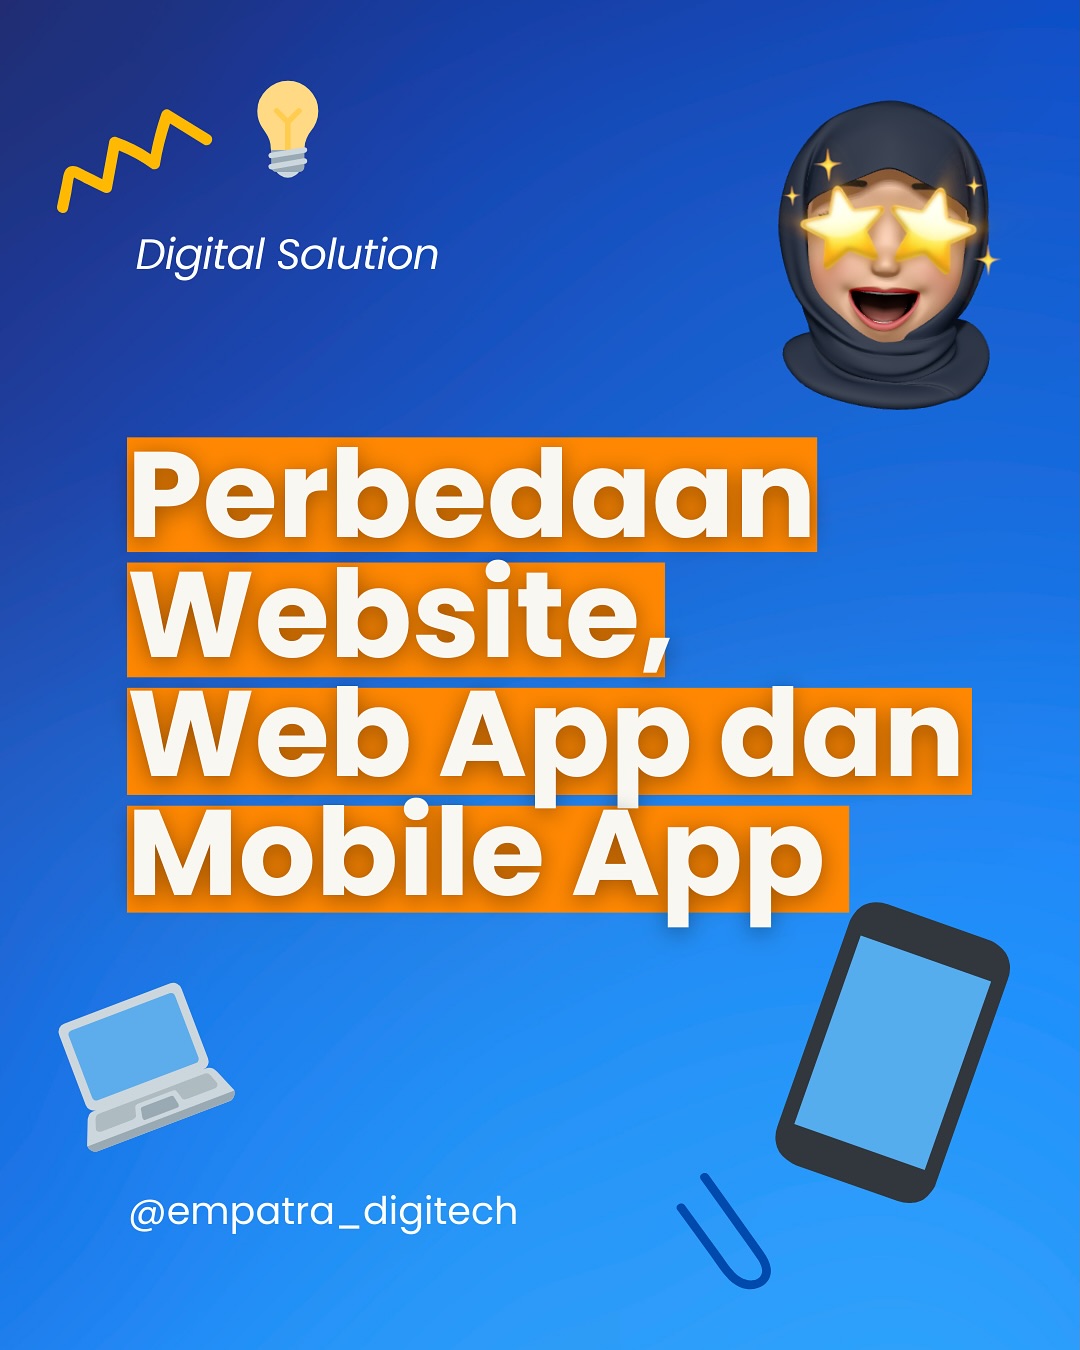 Digital Solution
Perbedaan
Website,
Web App dan
Mobile App
@empatra_digitech